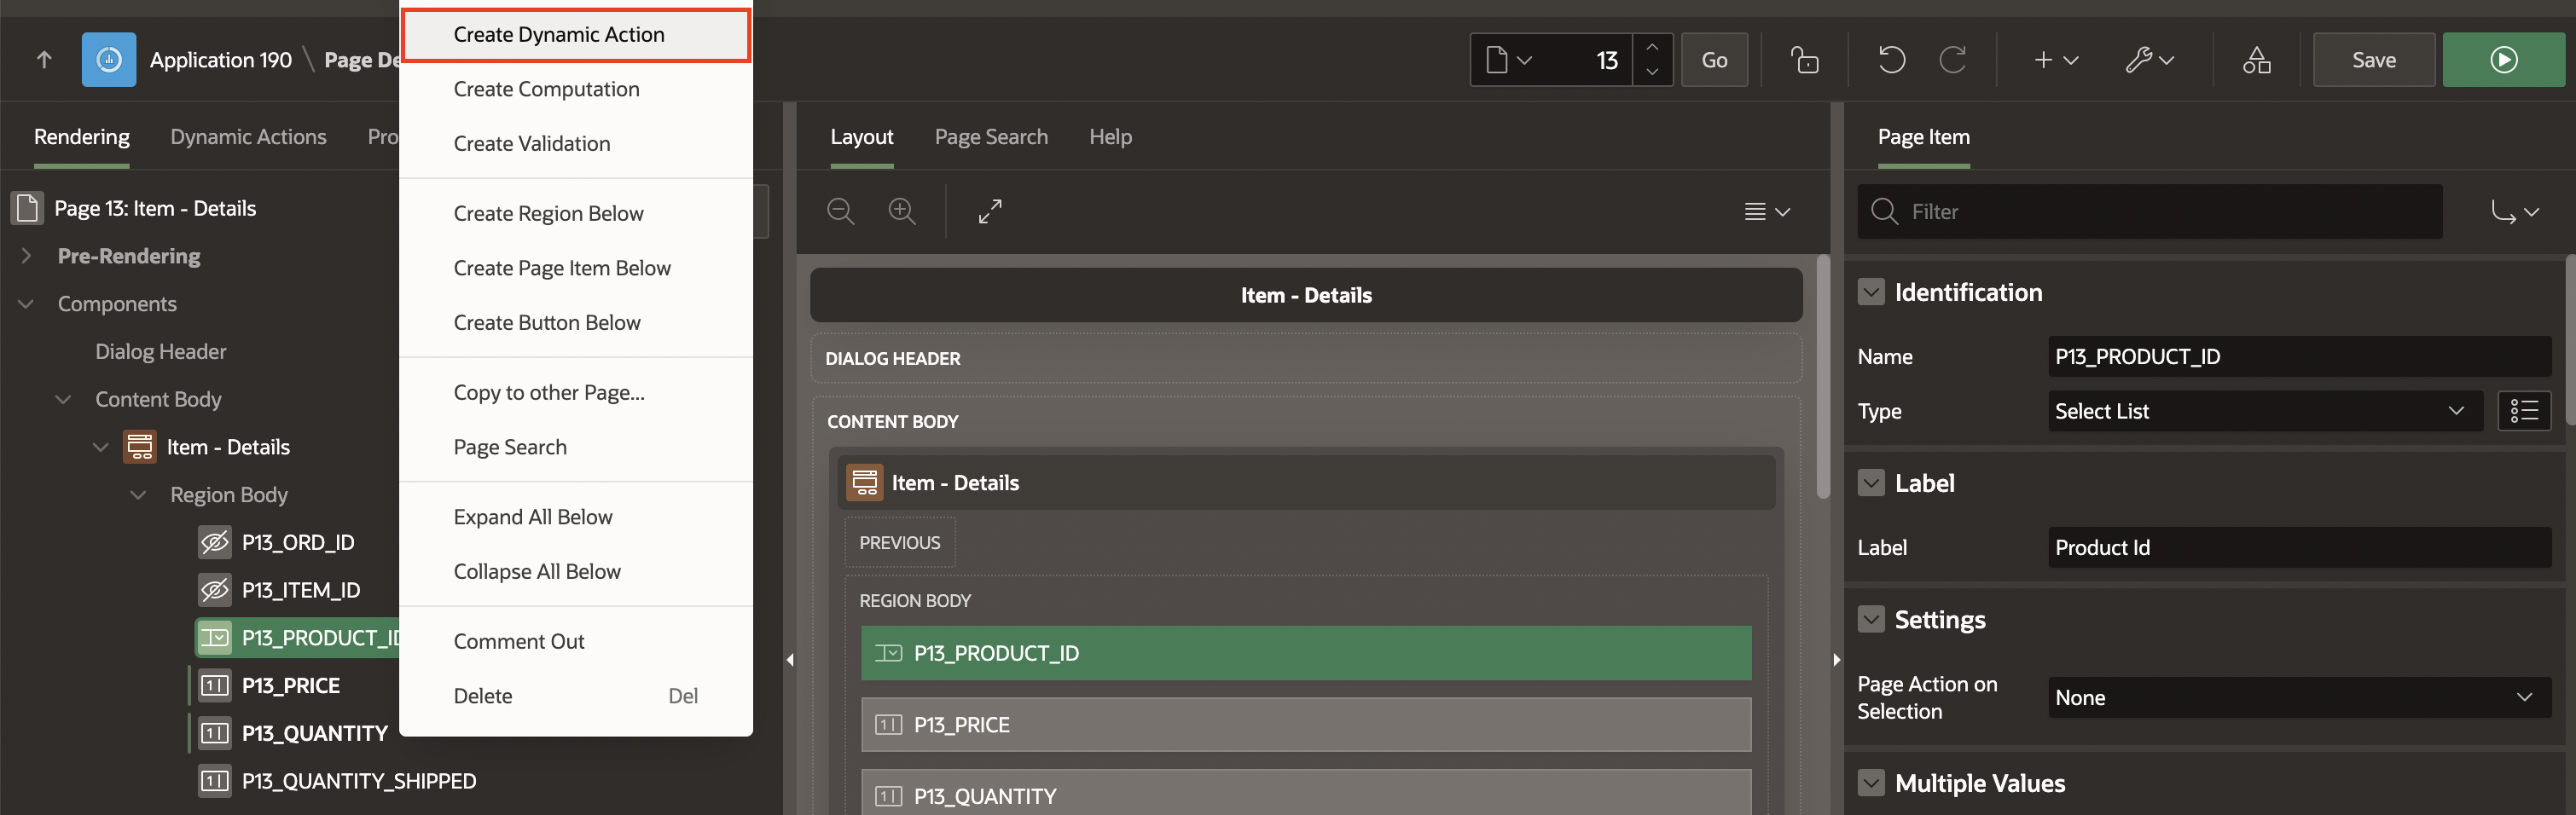 Create Dynamic Action
Create Computation
Create Validation
Create Region Below
Create Page Item Below
Create Button Below
Copy to other Page...
Page Search
Expand All Below
Collapse All Below
Comment Out
Delete Del
Application 190 \ Page De
13
Go
Save
Rendering Dynamic Actions Pro
Page 13: Item - Details
Pre-Rendering
Components
Dialog Header
Content Body
Item - Details
Region Body
P13_ORD_ID
P13_ITEM_ID
P13_PRODUCT_ID
P13_PRICE
P13_QUANTITY
P13_QUANTITY_SHIPPED
Layout Page Search Help
Item - Details
DIALOG HEADER
CONTENT BODY
Item - Details
PREVIOUS
REGION BODY
P13_PRODUCT_ID
P13_PRICE
P13_QUANTITY
Page Item
Filter
Identification
Name P13_PRODUCT_ID
Type Select List
Label
Label Product Id
Settings
Page Action on
Selection
None
Multiple Values